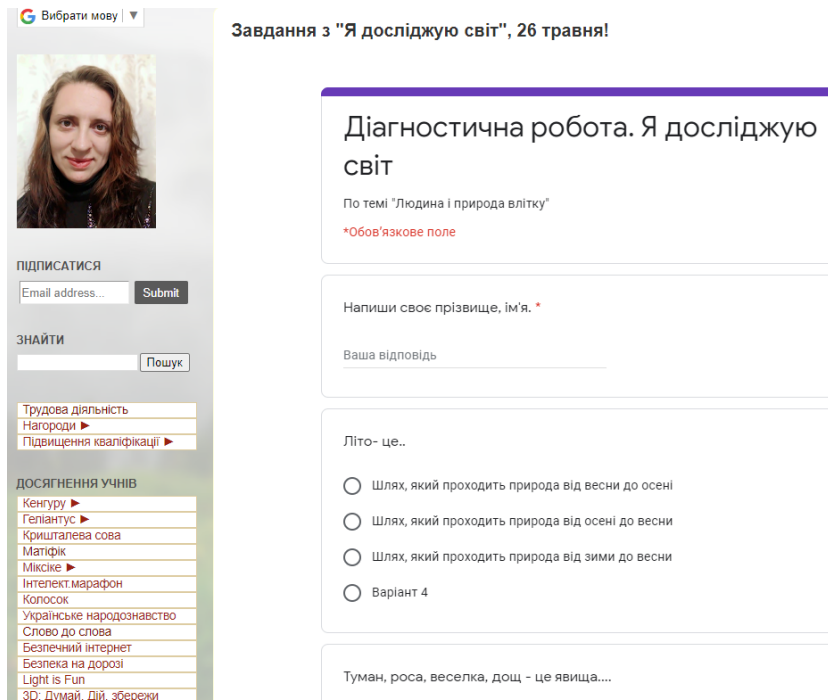 Вибрати мову ▼
ПІДПИСАТИСЯ
Email address...
Submit
ЗНАЙТИ
Пошук
Трудова діяльність
Нагороди ►
Підвищення кваліфікації ►
ДОСЯГНЕННЯ УЧНІВ
Кенгуру ►
Геліантус ►
Кришталева сова
Матіфік
Міксіке ►
Інтелект.марафон
Колосок
Українське народознавство
Слово до слова
Безпечний інтернет
Безпека на дорозі
Light is Fun
3D: Думай, Дій, збережи
Завдання з "Я досліджую світ", 26 травня!
Діагностична робота. Я досліджую
світ
По темі "Людина і природа влітку"
*Обов'язкове поле
Напиши своє прізвище, ім'я. *
Ваша відповідь
Літо- це..
Шлях, який проходить природа від весни до осені
Шлях, який проходить природа від осені до весни
Шлях, який проходить природа від зими до весни
Варіант 4
Туман, роса, веселка, дощ - це явища....